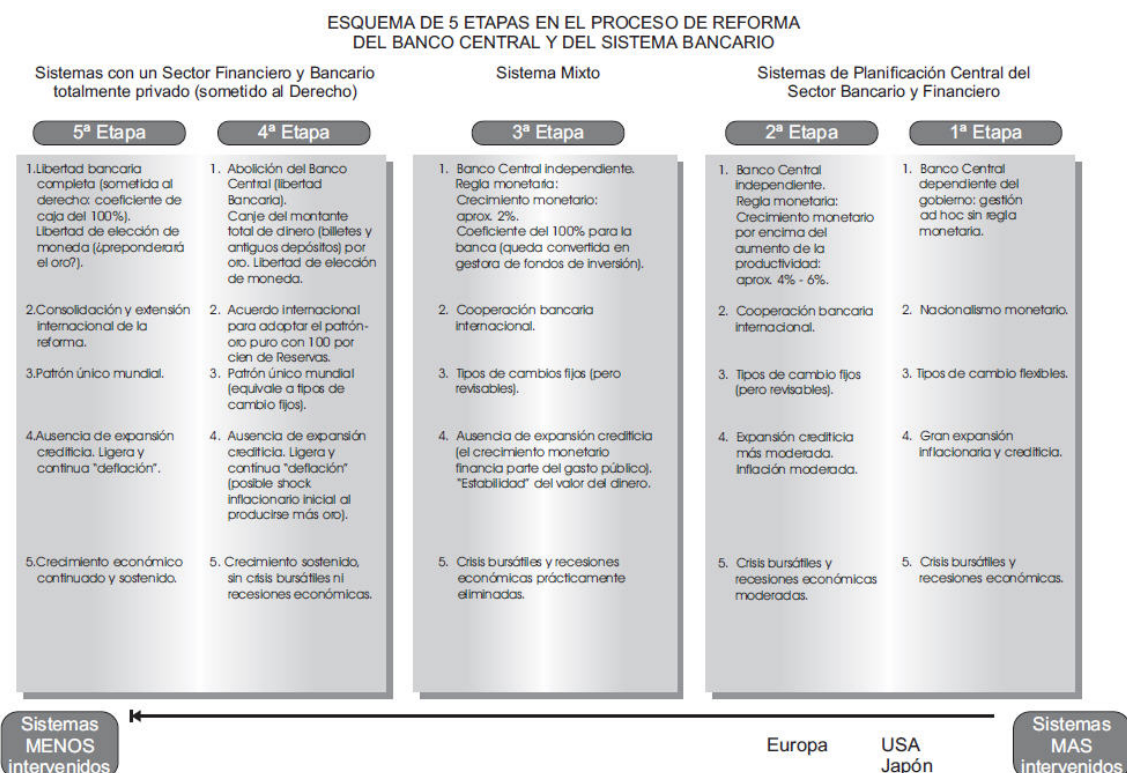 ESQUEMA DE 5 ETAPAS EN EL PROCESO DE REFORMA
DEL BANCO CENTRAL Y DEL SISTEMA BANCARIO
Sistemas con un Sector Financiero y Bancario
totalmente privado (sometido al Derecho)
Sistema Mixto
Sistemas de Planificación Central del
Sector Bancario y Financiero
5ª Etapa
1.Libertad bancaria
completa (sometida al
derecho: coeficiente de
caja del 100%).
Libertad de elección de
moneda (¿preponderará
el oro?).
2.Consolidación y extensión
internacional de la
reforma.
3.Patrón único mundial.
4.Ausencia de expansión
crediticia. Ligera y
continua "deflación".
5.Crecimiento económico
continuado y sostenido.
4ª Etapa
1. Abolición del Banco
Central (libertad
Bancaria).
Canje del montante
total de dinero (billetes y
antiguos depósitos) por
oro. Libertad de elección
de moneda.
2. Acuerdo internacional
para adoptar el patrón-
oro puro con 100 por
cien de Reservas.
3. Patrón único mundial
(equivale a tipos de
cambio fijos).
4. Ausencia de expansión
crediticia. Ligera y
continua "deflación"
(posible shock
inflacionario inicial al
producirse más oro).
5. Crecimiento sostenido,
sin crisis bursátiles ni
recesiones económicas.
3ª Etapa
1. Banco Central independiente.
Regla monetaria:
Crecimiento monetario:
aprox. 2%.
Coeficiente del 100% para la
banca (queda convertida en
gestora de fondos de inversión).
2. Cooperación bancaria
internacional.
3. Tipos de cambios fijos (pero
revisables).
4. Ausencia de expansión crediticia
(el crecimiento monetario
financia parte del gasto público).
"Estabilidad" del valor del dinero.
5. Crisis bursátiles y recesiones
económicas prácticamente
eliminadas.
2ª Etapa
1. Banco Central
independiente.
Regla monetaria:
Crecimiento monetario
por encima del
aumento de la
productividad:
aprox. 4% - 6%.
2. Cooperación bancaria
internacional.
3. Tipos de cambio fijos
(pero revisables).
4. Expansión crediticia
más moderada.
Inflación moderada.
5. Crisis bursátiles y
recesiones económicas
moderadas.
1ª Etapa
1. Banco Central
dependiente del
gobierno: gestión
ad hoc sin regla
monetaria.
2. Nacionalismo monetario.
3. Tipos de cambio flexibles.
4. Gran expansión
inflacionaria y crediticia.
5. Crisis bursátiles y
recesiones económicas.
Sistemas
MENOS
intervenidos
Europa
USA
Japón
Sistemas
MAS
intervenidos